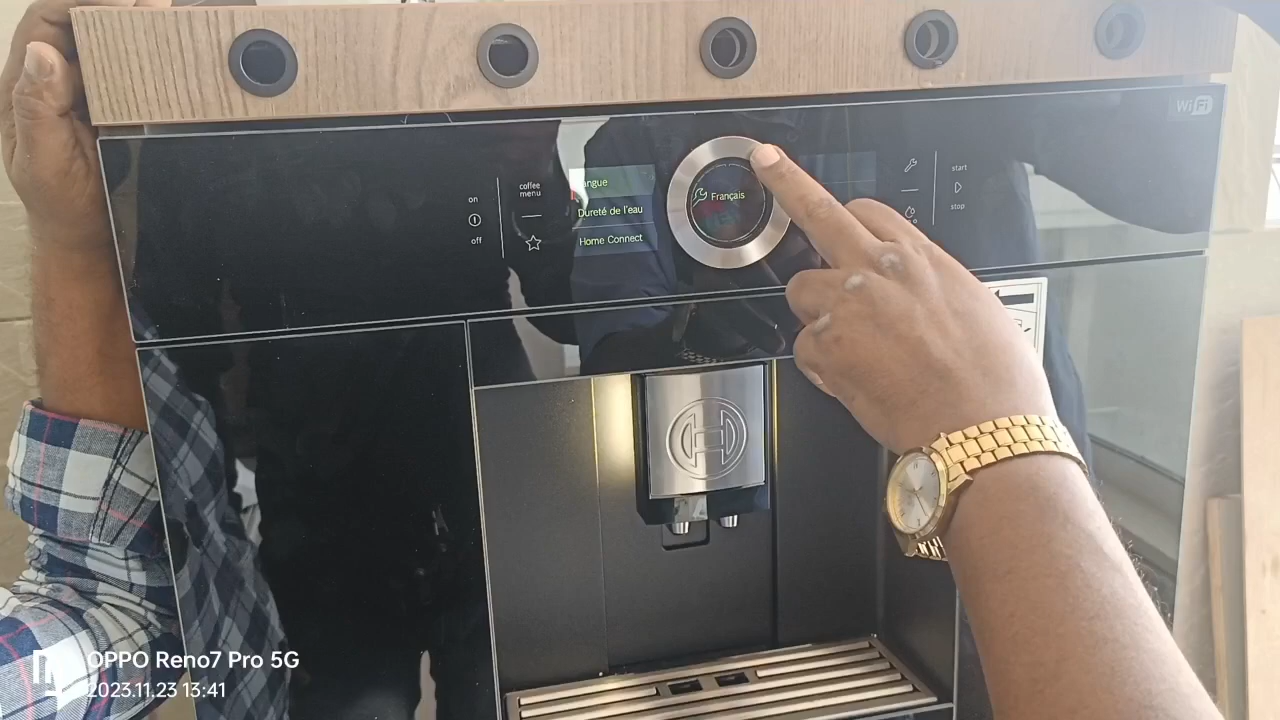 WiFi
on
off
coffee
menu
angue
Dureté de l'eau
Home Connect
Français
start
stop
OPPO Reno7 Pro 5G
2023.11.23 13:41